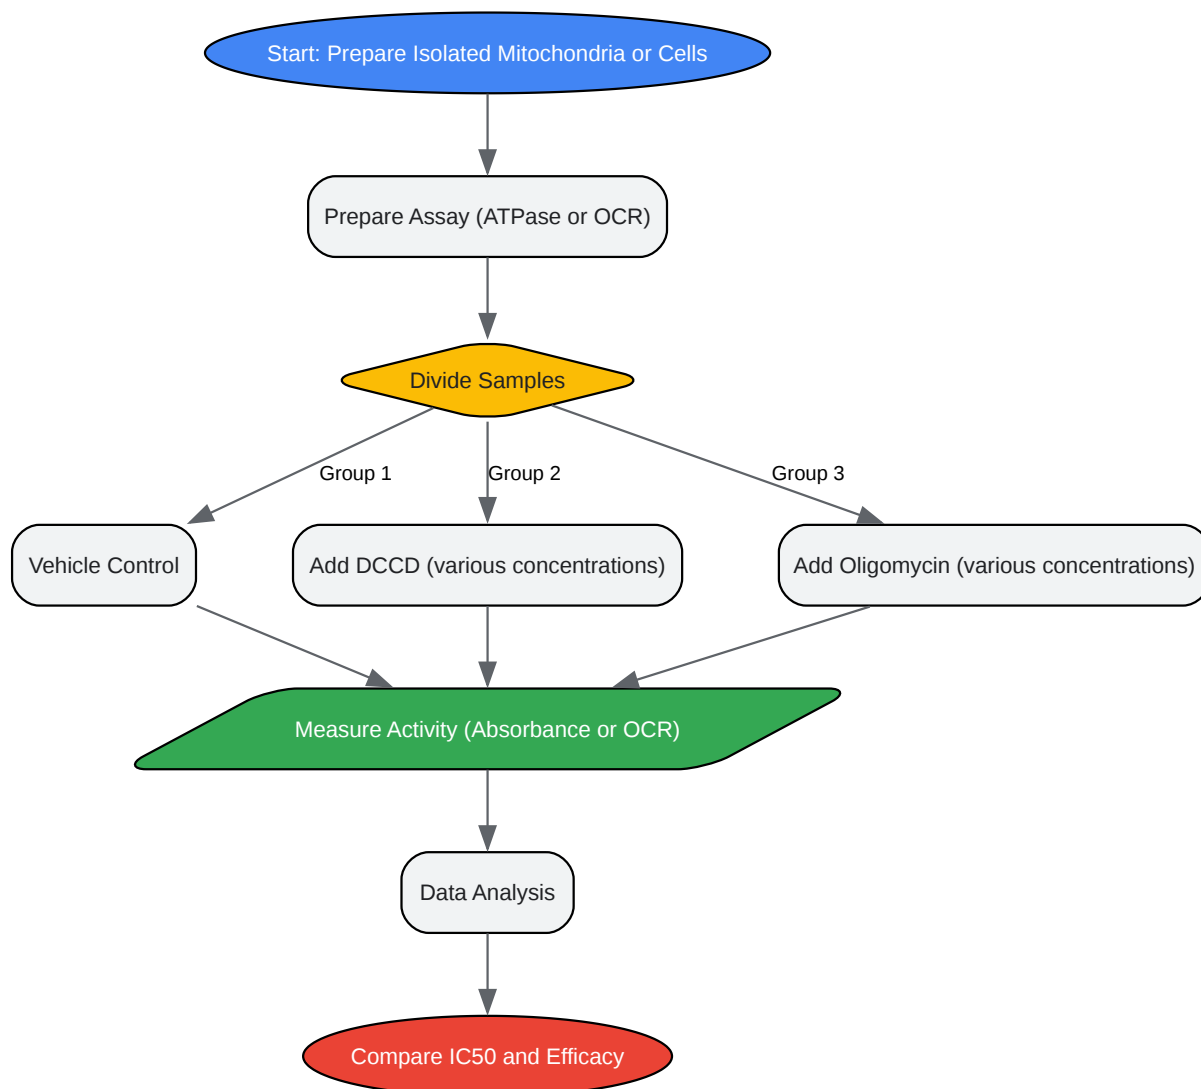 Start: Prepare Isolated Mitochondria or Cells
Prepare Assay (ATPase or OCR)
Divide Samples
Group 1
Group 2
Group 3
Vehicle Control
Add DCCD (various concentrations)
Add Oligomycin (various concentrations)
Measure Activity (Absorbance or OCR)
Data Analysis
Compare IC50 and Efficacy